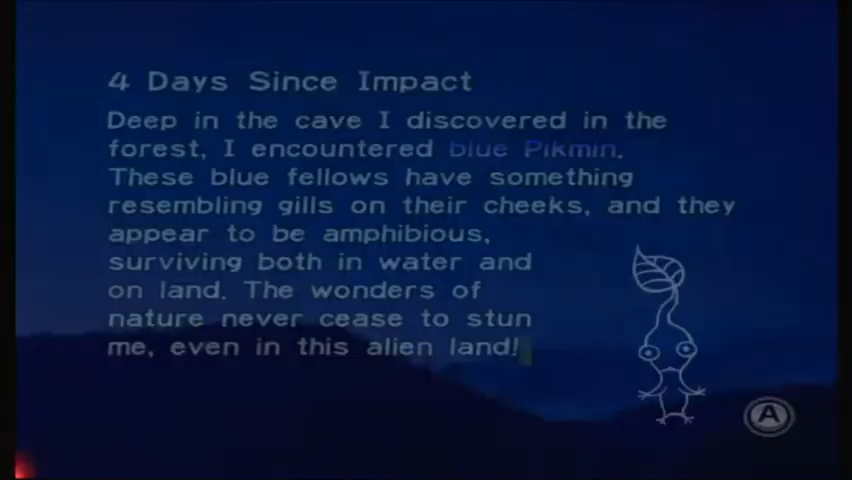 4 Days Since Impact
Deep in the cave I discovered in the
forest, I encountered blue Pikmin.
These blue fellows have something
resembling gills on their cheeks, and they
appear to be amphibious,
surviving both in water and
on land. The wonders of
nature never cease to stun
me, even in this alien land!
A